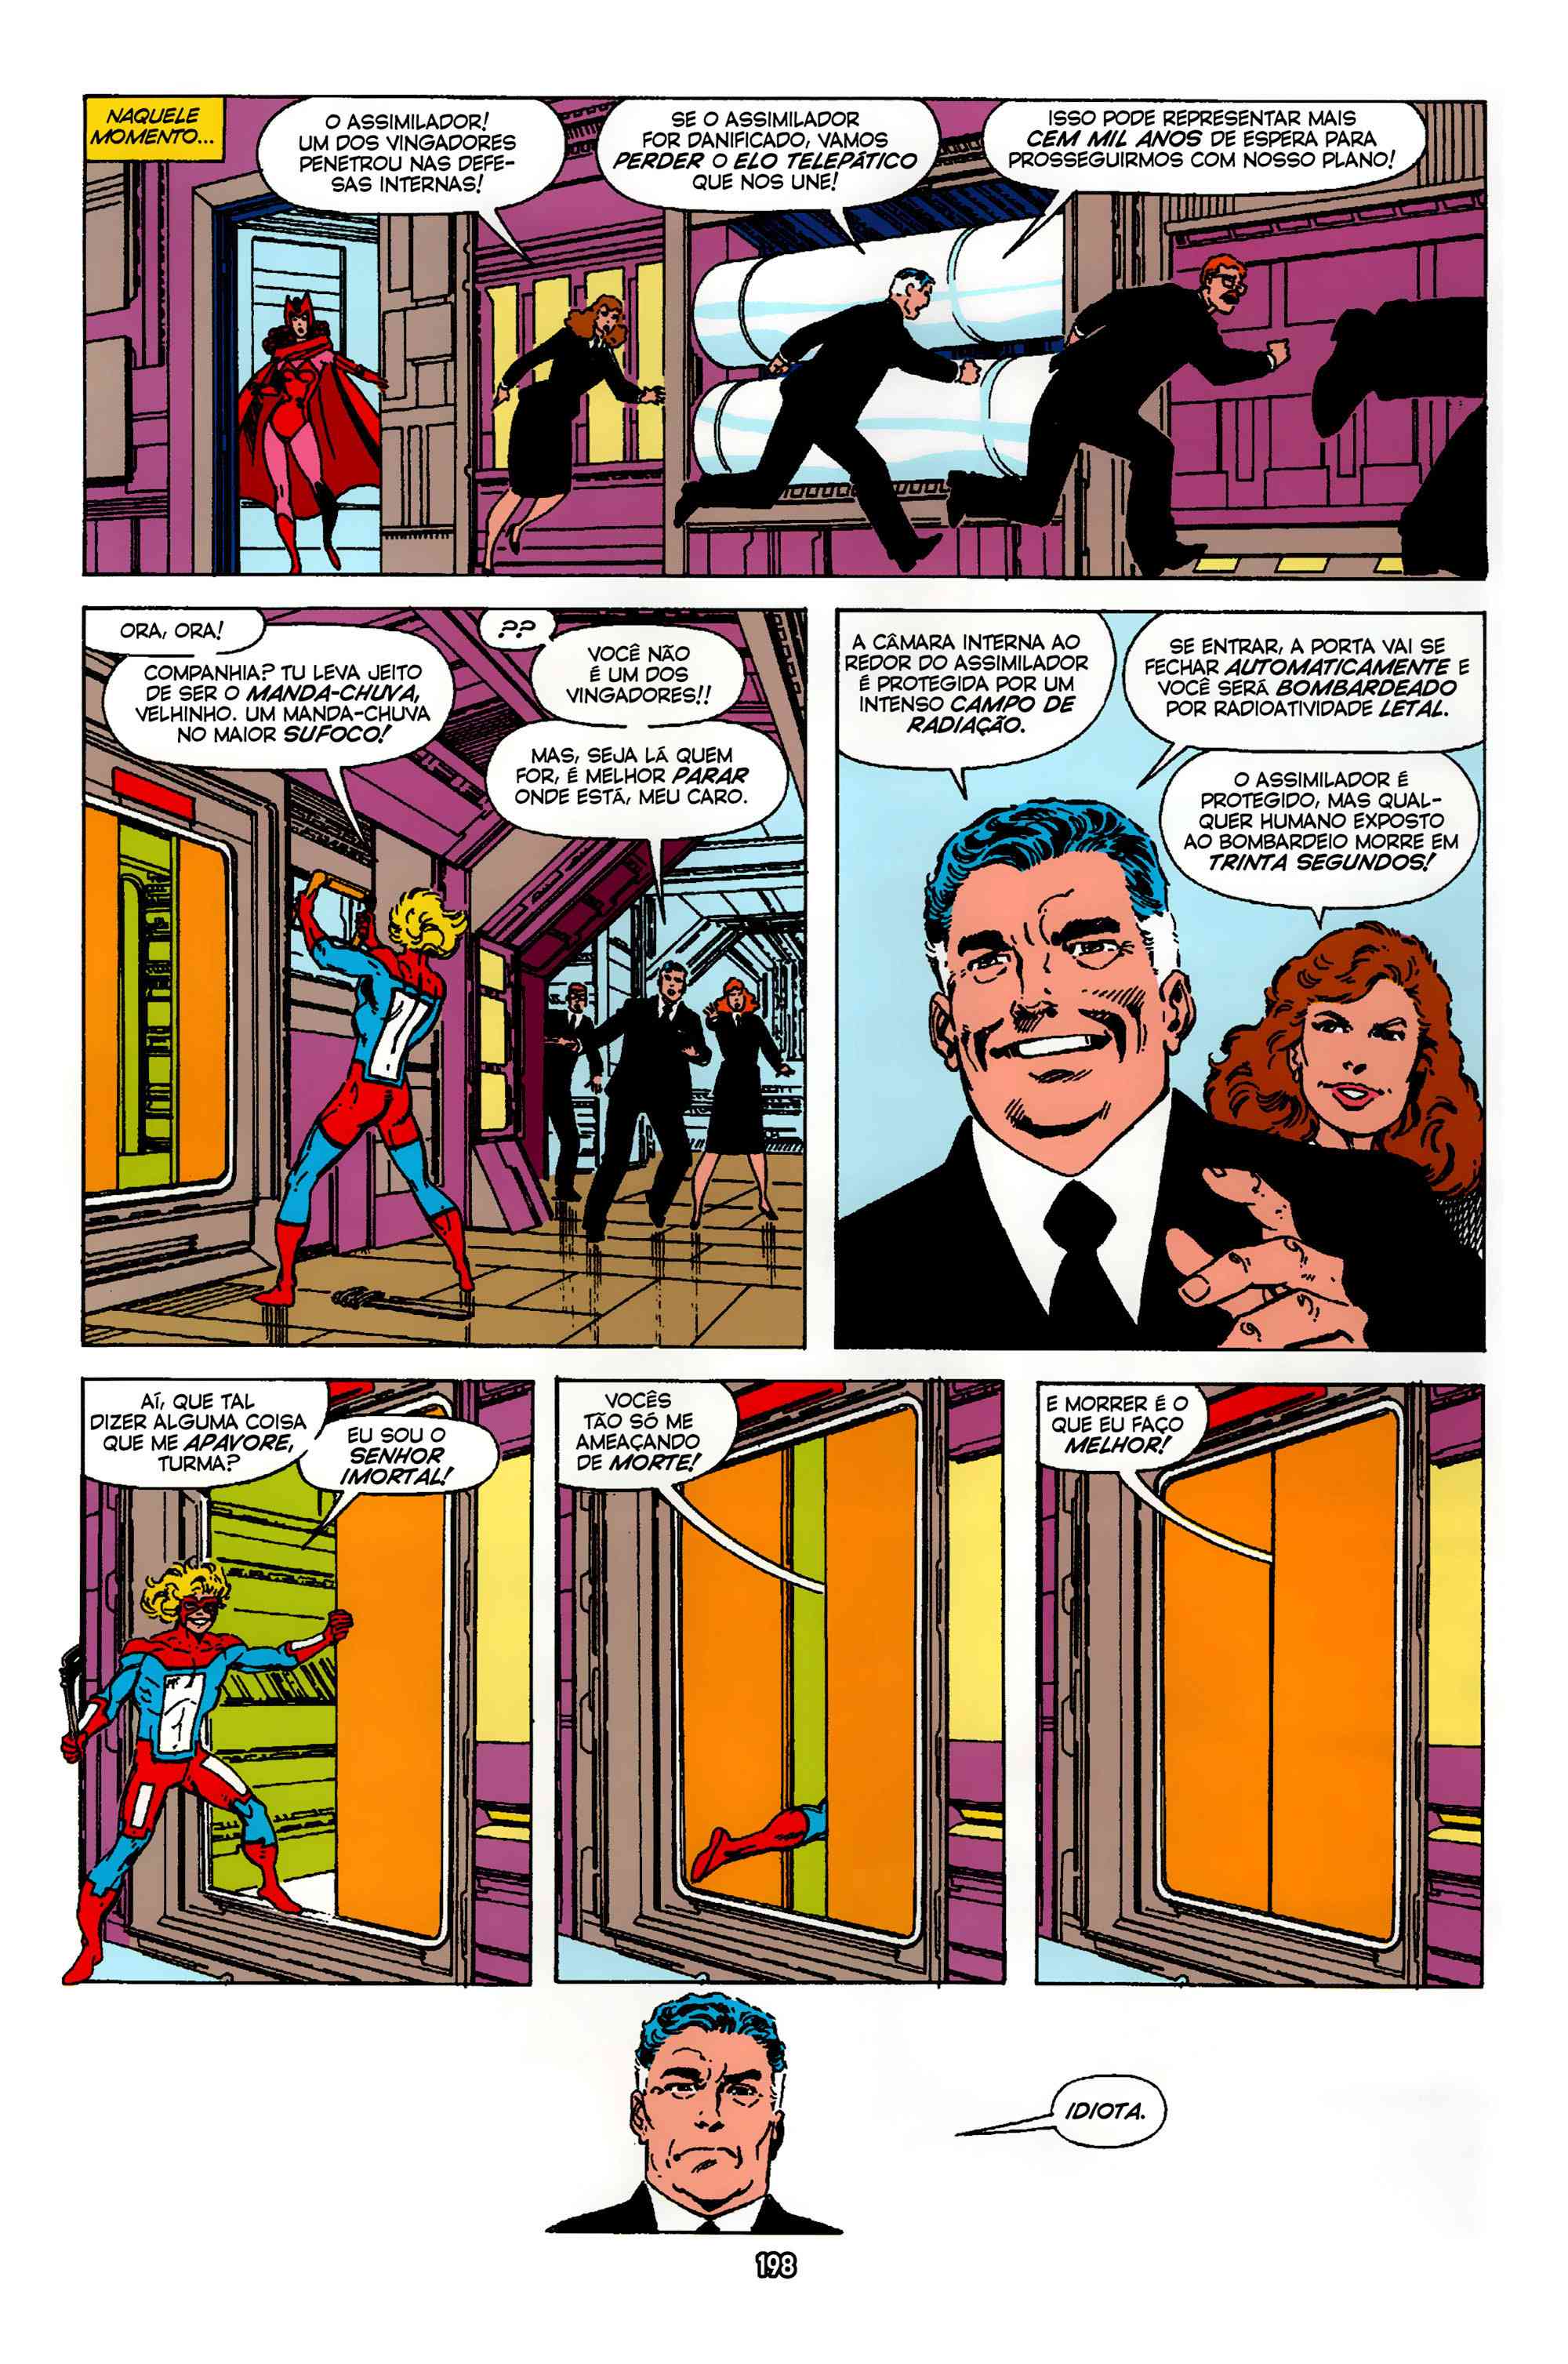 NAQUELE
MOMENTO...
O ASSIMILADOR!
UM DOS VINGADORES
PENETROU NAS DEFE-
SAS INTERNAS!
SE O ASSIMILADOR
FOR DANIFICADO, VAMOS
PERDER O ELO TELEPÁTICO
QUE NOS UNE!
ISSO PODE REPRESENTAR MAIS
CEM MIL ANOS DE ESPERA PARA
PROSSEGUIRMOS COM NOSSO PLANO!
ORA, ORA!
COMPANHIA? TU LEVA JEITO
DE SER O MANDA-CHUVA,
VELHINHO. UM MANDA-CHUVA
NO MAIOR SUFOCO!
??
VOCÊ NÃO
É UM DOS
VINGADORES!!
MAS, SEJA LÁ QUEM
FOR, É MELHOR PARAR
ONDE ESTÁ, MEU CARO.
A CÂMARA INTERNA AO
REDOR DO ASSIMILADOR
É PROTEGIDA POR UM
INTENSO CAMPO DE
RADIAÇÃO.
SE ENTRAR, A PORTA VAI SE
FECHAR AUTOMATICAMENTE E
VOCÊ SERÁ BOMBARDEADO
POR RADIOATIVIDADE LETAL.
O ASSIMILADOR É
PROTEGIDO, MAS QUAL-
QUER HUMANO EXPOSTO
AO BOMBARDEIO MORRE EM
TRINTA SEGUNDOS!
AÍ, QUE TAL
DIZER ALGUMA COISA
QUE ME APAVORE,
TURMA?
EU SOU O
SENHOR
IMORTAL!
VOCÊS
TÃO SÓ ME
AMEAÇANDO
DE MORTE!
E MORRER É O
QUE EU FAÇO
MELHOR!
IDIOTA.
198